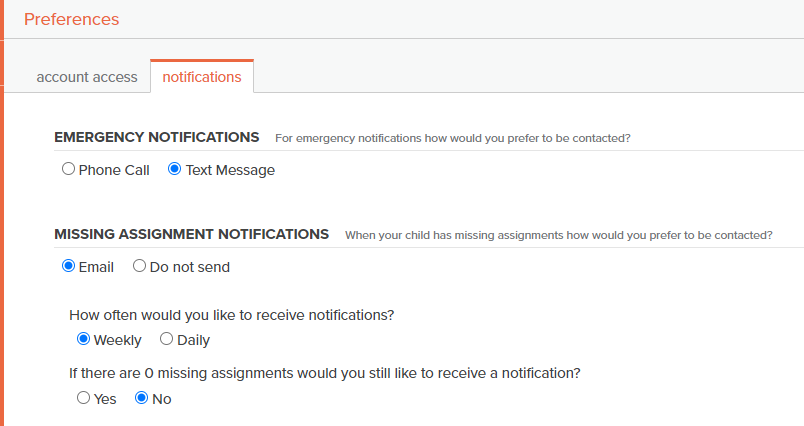 Preferences
account access notifications
EMERGENCY NOTIFICATIONS For emergency notifications how would you prefer to be contacted?
Phone Call Text Message
MISSING ASSIGNMENT NOTIFICATIONS When your child has missing assignments how would you prefer to be contacted?
Email Do not send
How often would you like to receive notifications?
Weekly Daily
If there are 0 missing assignments would you still like to receive a notification?
Yes No